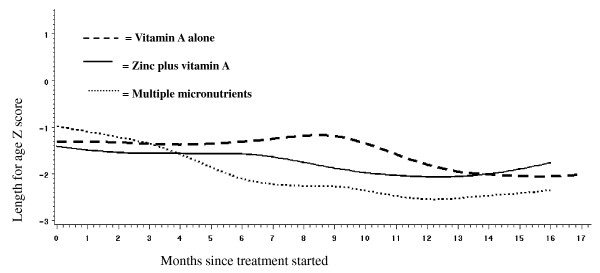 1
= Vitamin A alone
0
= Zinc plus vitamin A
= Multiple micronutrients
Length for age Z score
-1
-2
-3
0 1 2 3 4 5 6 7 8 9 10 11 12 13 14 15 16 17
Months since treatment started